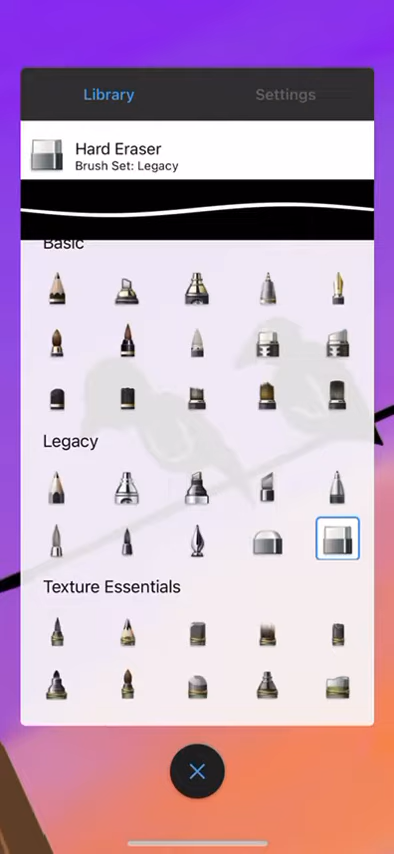 Library
Settings
Hard Eraser
Brush Set: Legacy
Basic
Legacy
Texture Essentials